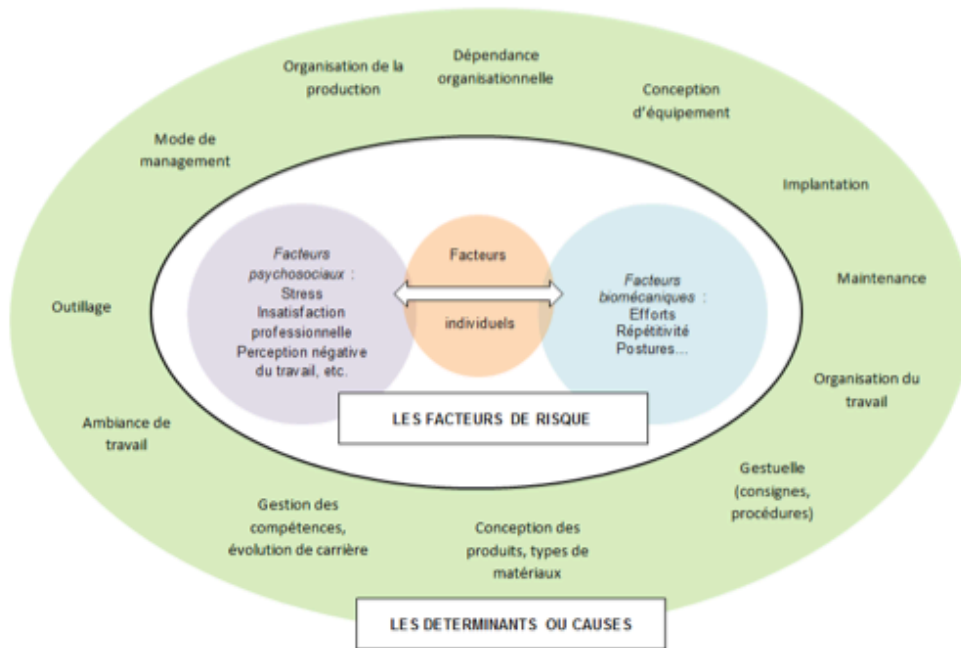 Dépendance
organisationnelle
Organisation de la
production
Conception
d'équipement
Mode de
management
Implantation
Maintenance
Outillage
Organisation du
travail
Ambiance de
travail
Gestuelle
(consignes,
procédures)
Gestion des
compétences,
évolution de carrière
Conception des
produits, types de
matériaux
Facteurs
psychosociaux :
Stress
Insatisfaction
professionnelle
Perception négative
du travail, etc.
Facteurs
individuels
Facteurs
biomécaniques :
Efforts
Répétitivité
Postures...
LES FACTEURS DE RISQUE
LES DETERMINANTS OU CAUSES